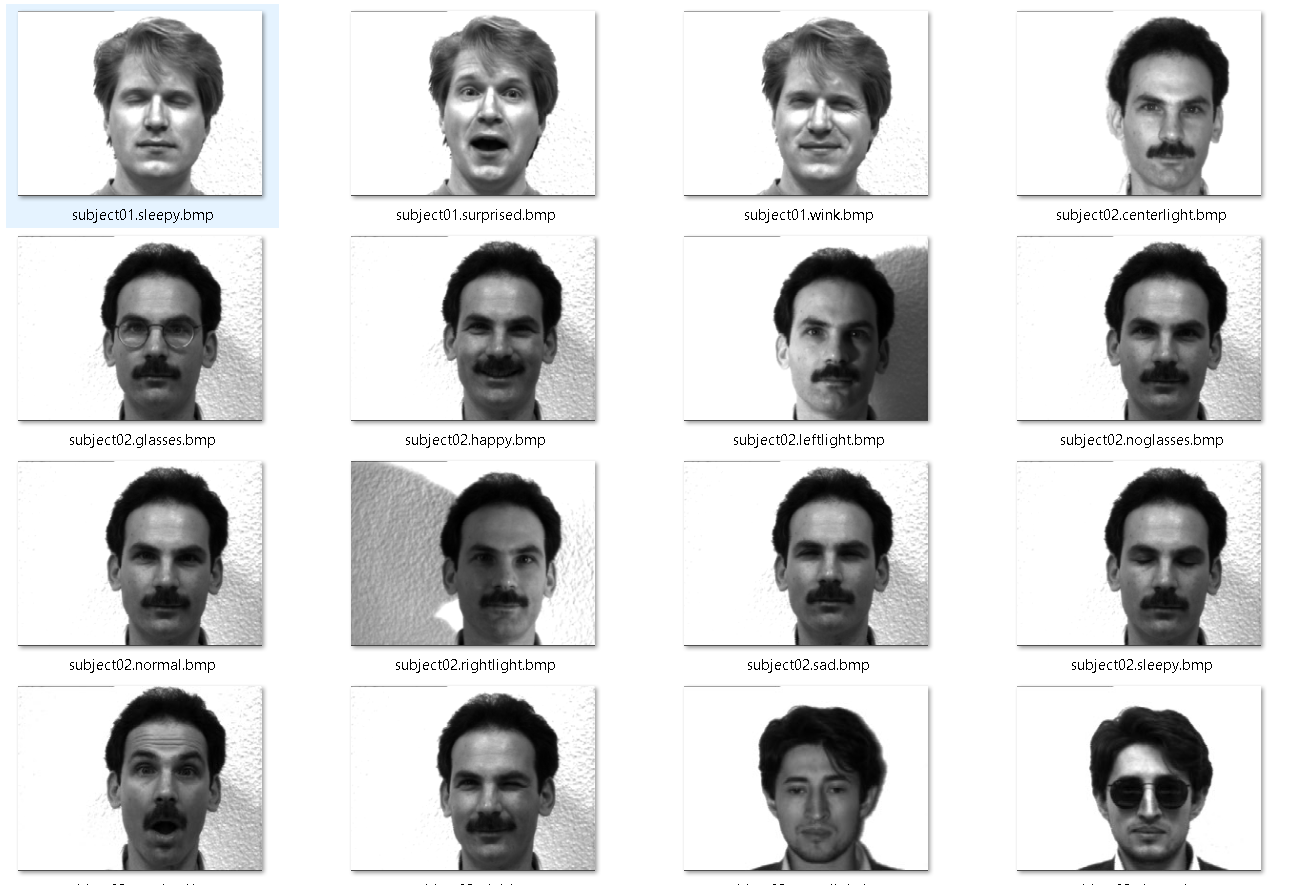 subject01.sleepy.bmp
subject01.surprised.bmp
subject01.wink.bmp
subject02.centerlight.bmp
subject02.glasses.bmp
subject02.happy.bmp
subject02.leftlight.bmp
subject02.noglasses.bmp
subject02.normal.bmp
subject02.rightlight.bmp
subject02.sad.bmp
subject02.sleepy.bmp